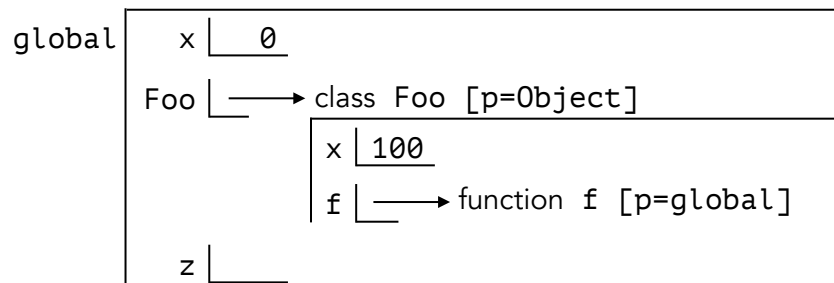 global x 0
Foo class Foo [p=Object]
x 100
f function f [p=global]
z